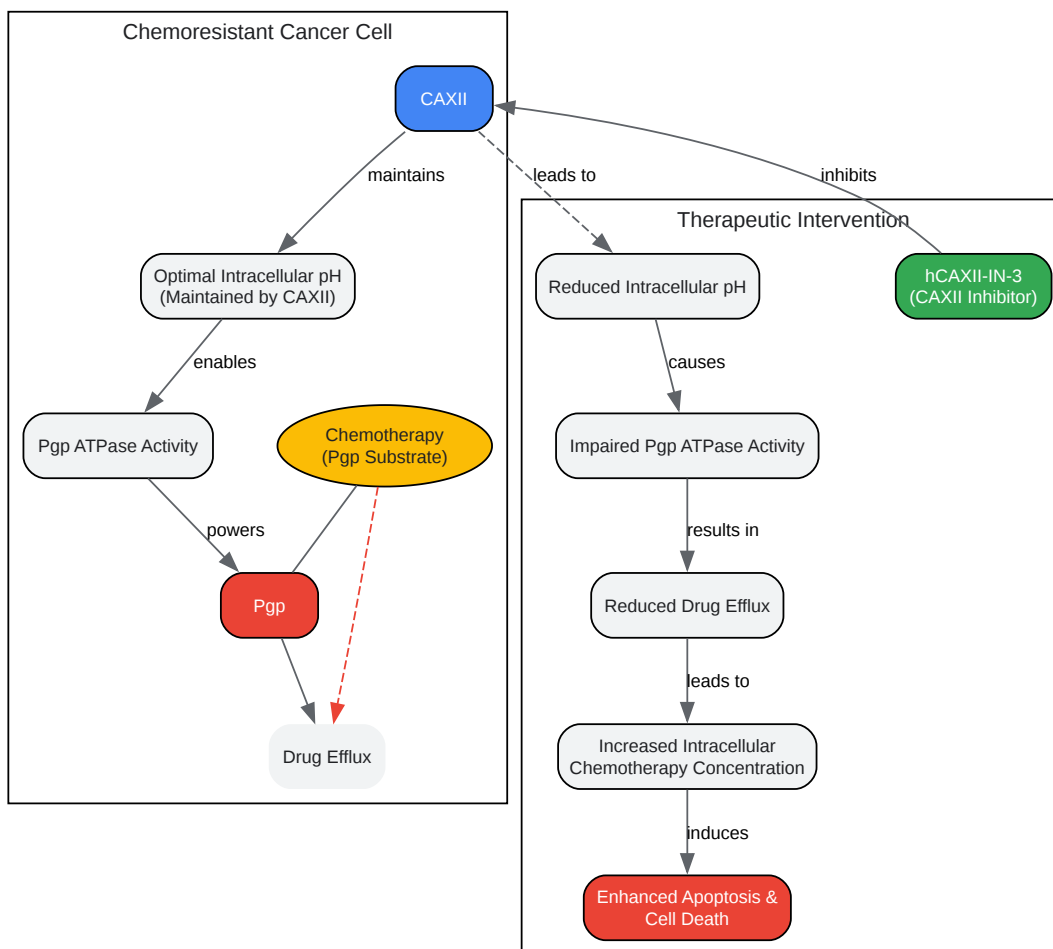 Chemoresistant Cancer Cell
CAXII
maintains
leads to
inhibits
Therapeutic Intervention
Optimal Intracellular pH
(Maintained by CAXII)
Reduced Intracellular pH
hCAXII-IN-3
(CAXII Inhibitor)
enables
causes
Pgp ATPase Activity
Chemotherapy
(Pgp Substrate)
Impaired Pgp ATPase Activity
powers
results in
Pgp
Reduced Drug Efflux
leads to
Drug Efflux
Increased Intracellular
Chemotherapy Concentration
induces
Enhanced Apoptosis &
Cell Death